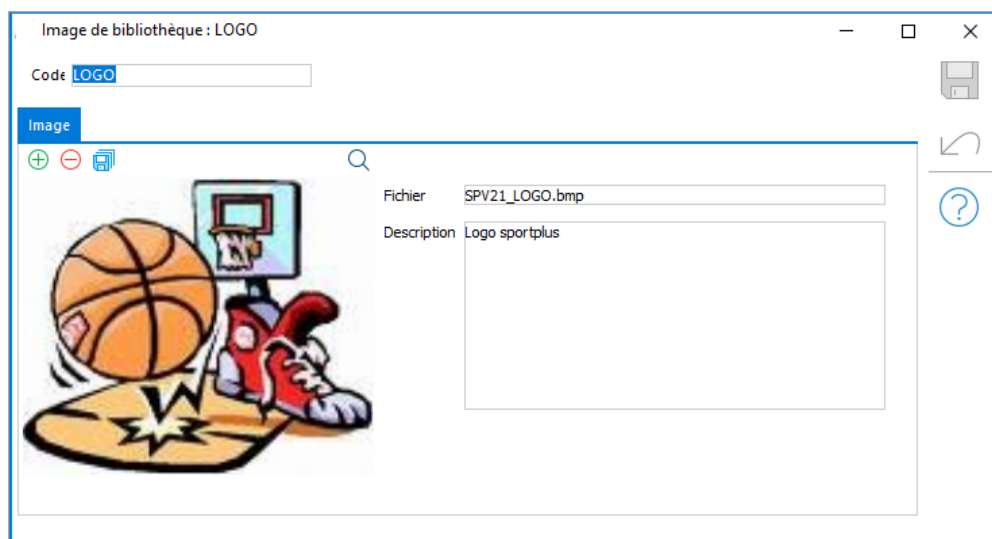 Image de bibliothèque : LOGO
Code LOGO
Image
Fichier SPV21_LOGO.bmp
Description Logo sportplus